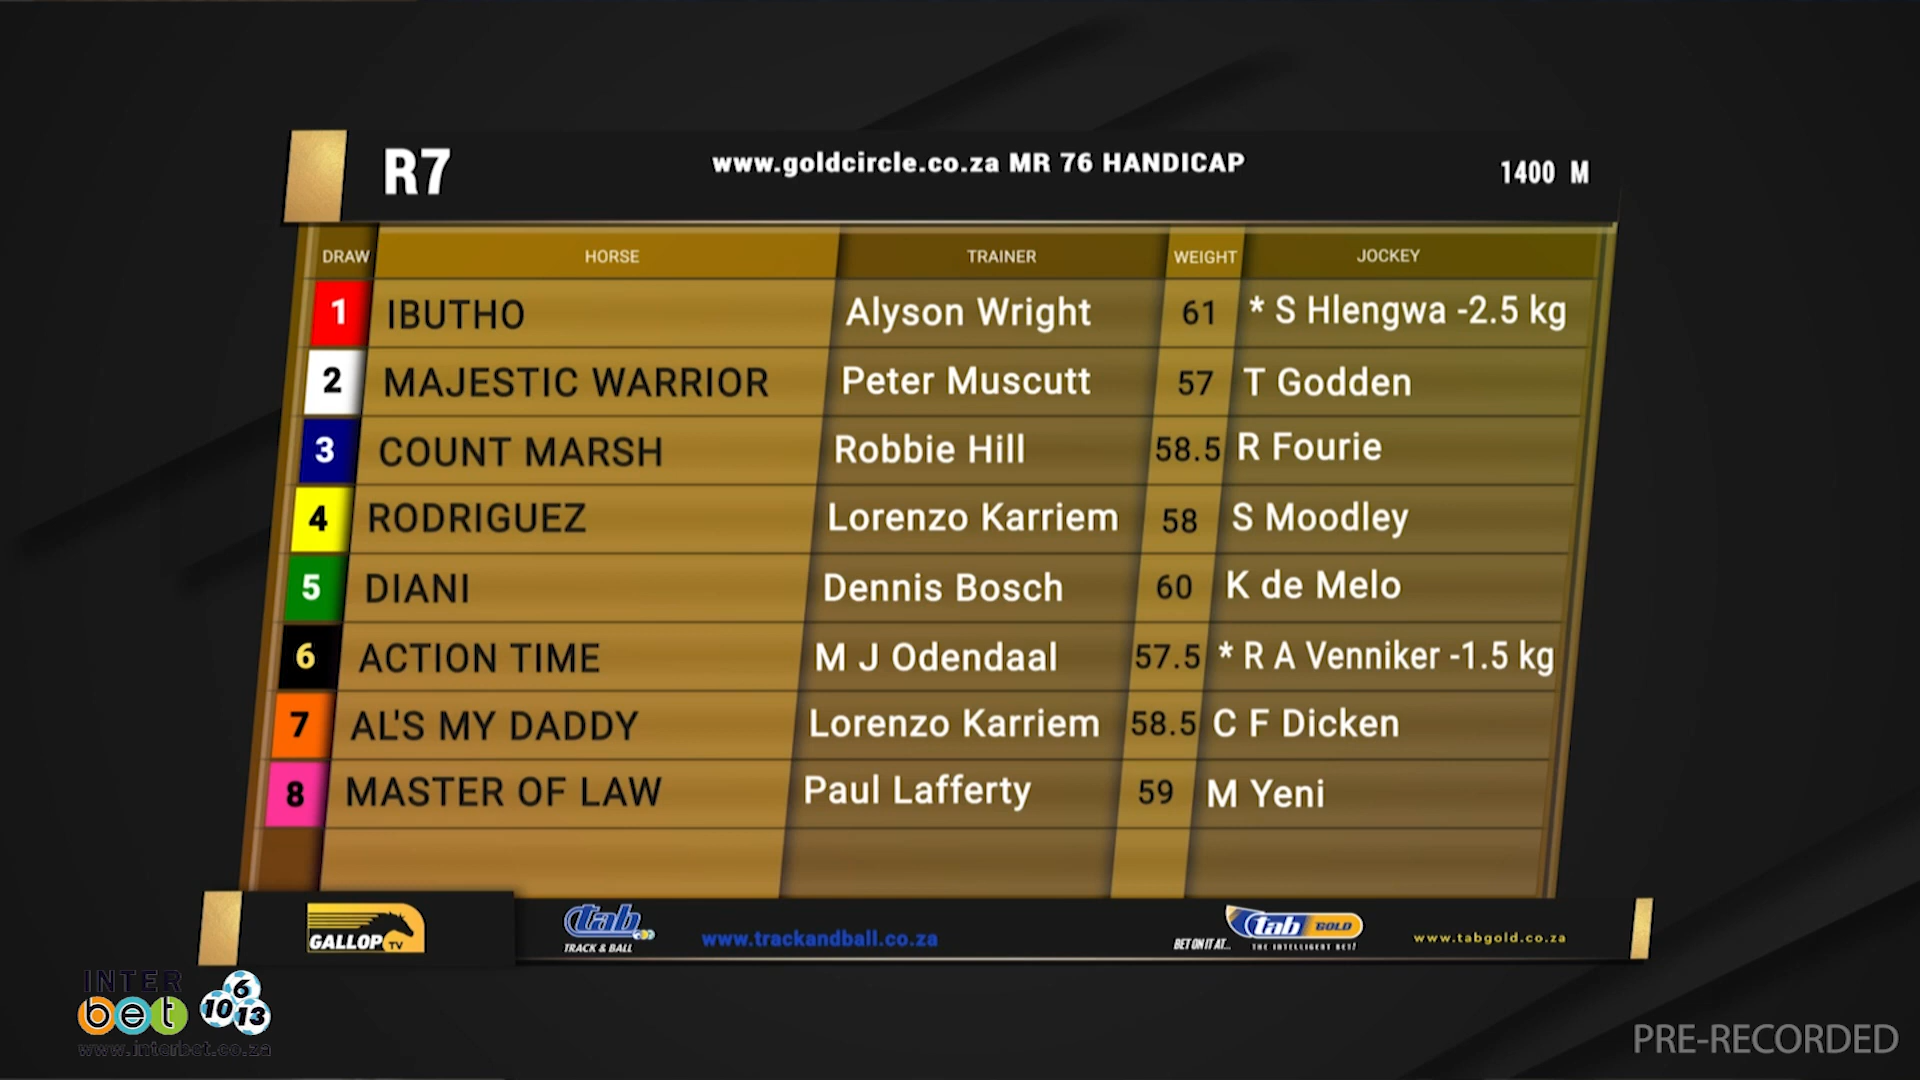 R7
www.goldcircle.co.za MR 76 HANDICAP
1400 M
DRAW HORSE TRAINER WEIGHT JOCKEY
1 IBUTHO Alyson Wright 61 * S Hlengwa -2.5 kg
2 MAJESTIC WARRIOR Peter Muscutt 57 T Godden
3 COUNT MARSH Robbie Hill 58.5 R Fourie
4 RODRIGUEZ Lorenzo Karriem 58 S Moodley
5 DIANI Dennis Bosch 60 K de Melo
6 ACTION TIME M J Odendaal 57.5 * R A Venniker -1.5 kg
7 AL'S MY DADDY Lorenzo Karriem 58.5 C F Dicken
8 MASTER OF LAW Paul Lafferty 59 M Yeni
GALLOP TV
tab
TRACK & BALL
www.trackandball.co.za
BET ON IT AT...
tab GOLD
THE INTELLIGENT BET!
www.tabgold.co.za
INTER
bet
6
10 13
www.interbet.co.za
PRE-RECORDED